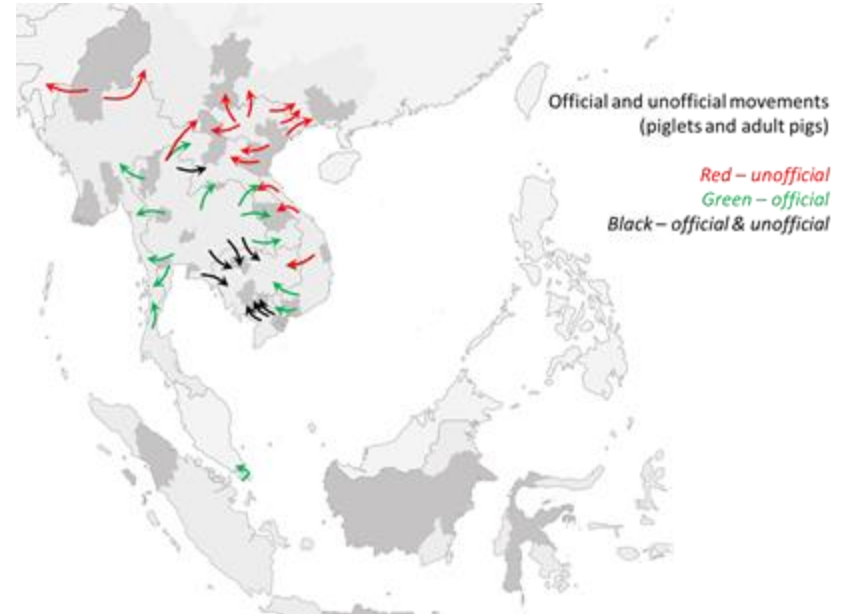 Official and unofficial movements
(piglets and adult pigs)
Red – unofficial
Green – official
Black – official & unofficial